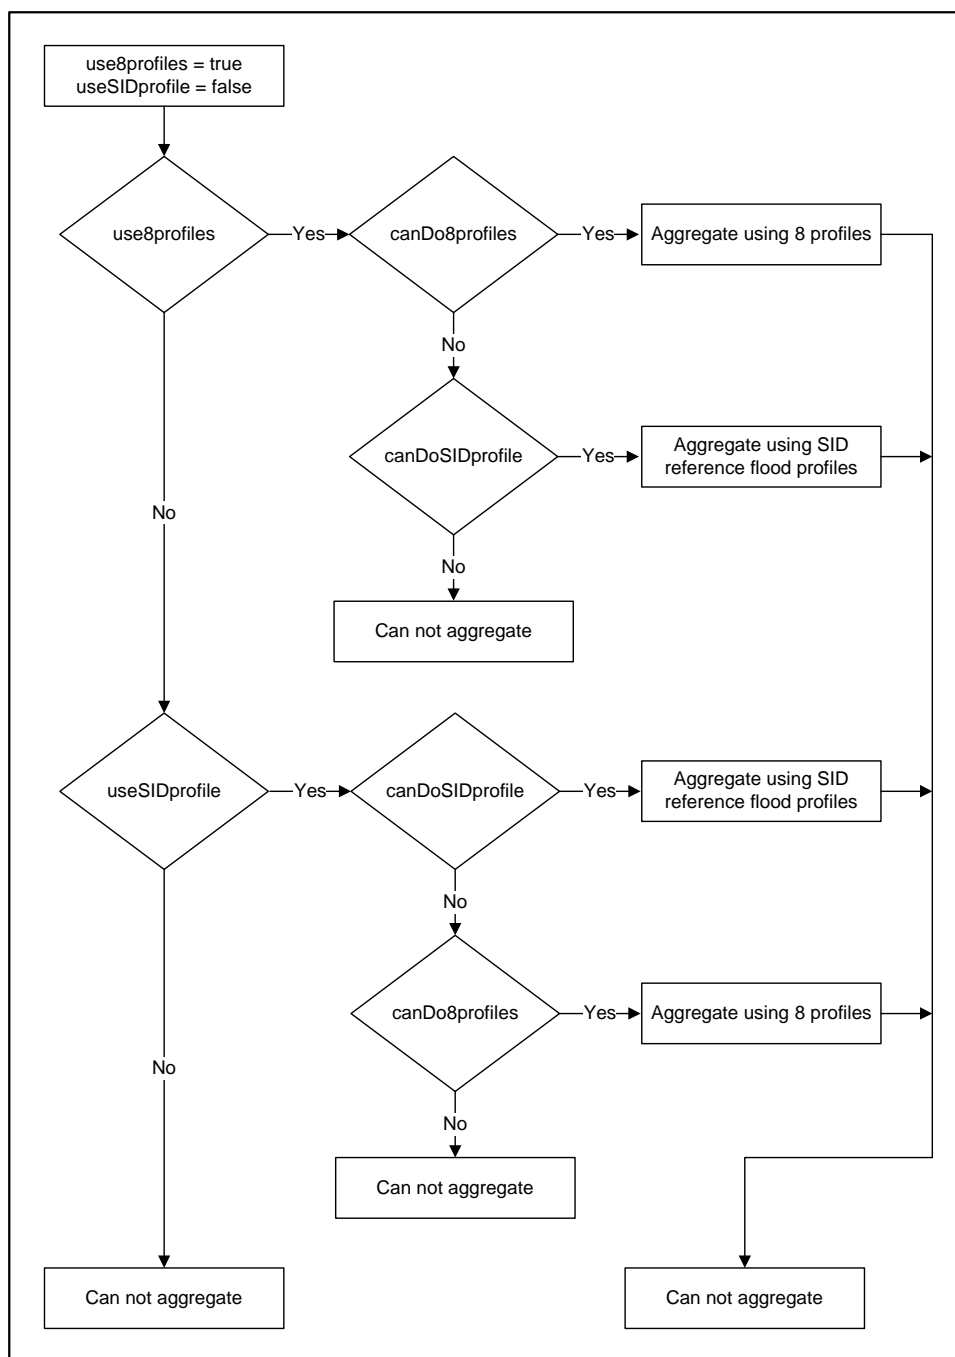 use8profiles = true
useSIDprofile = false
use8profiles
Yes
canDo8profiles
Yes
Aggregate using 8 profiles
No
canDoSIDprofile
Yes
Aggregate using SID
reference flood profiles
No
No
Can not aggregate
useSIDprofile
Yes
canDoSIDprofile
Yes
Aggregate using SID
reference flood profiles
No
canDo8profiles
Yes
Aggregate using 8 profiles
No
No
Can not aggregate
Can not aggregate
Can not aggregate